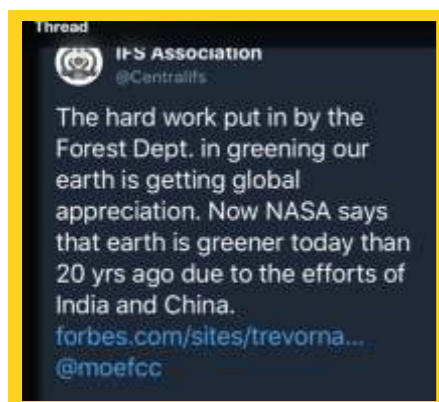 Thread
IFS Association
@Centralifs
The hard work put in by the
Forest Dept. in greening our
earth is getting global
appreciation. Now NASA says
that earth is greener today than
20 yrs ago due to the efforts of
India and China.
forbes.com/sites/trevorna...
@moefcc